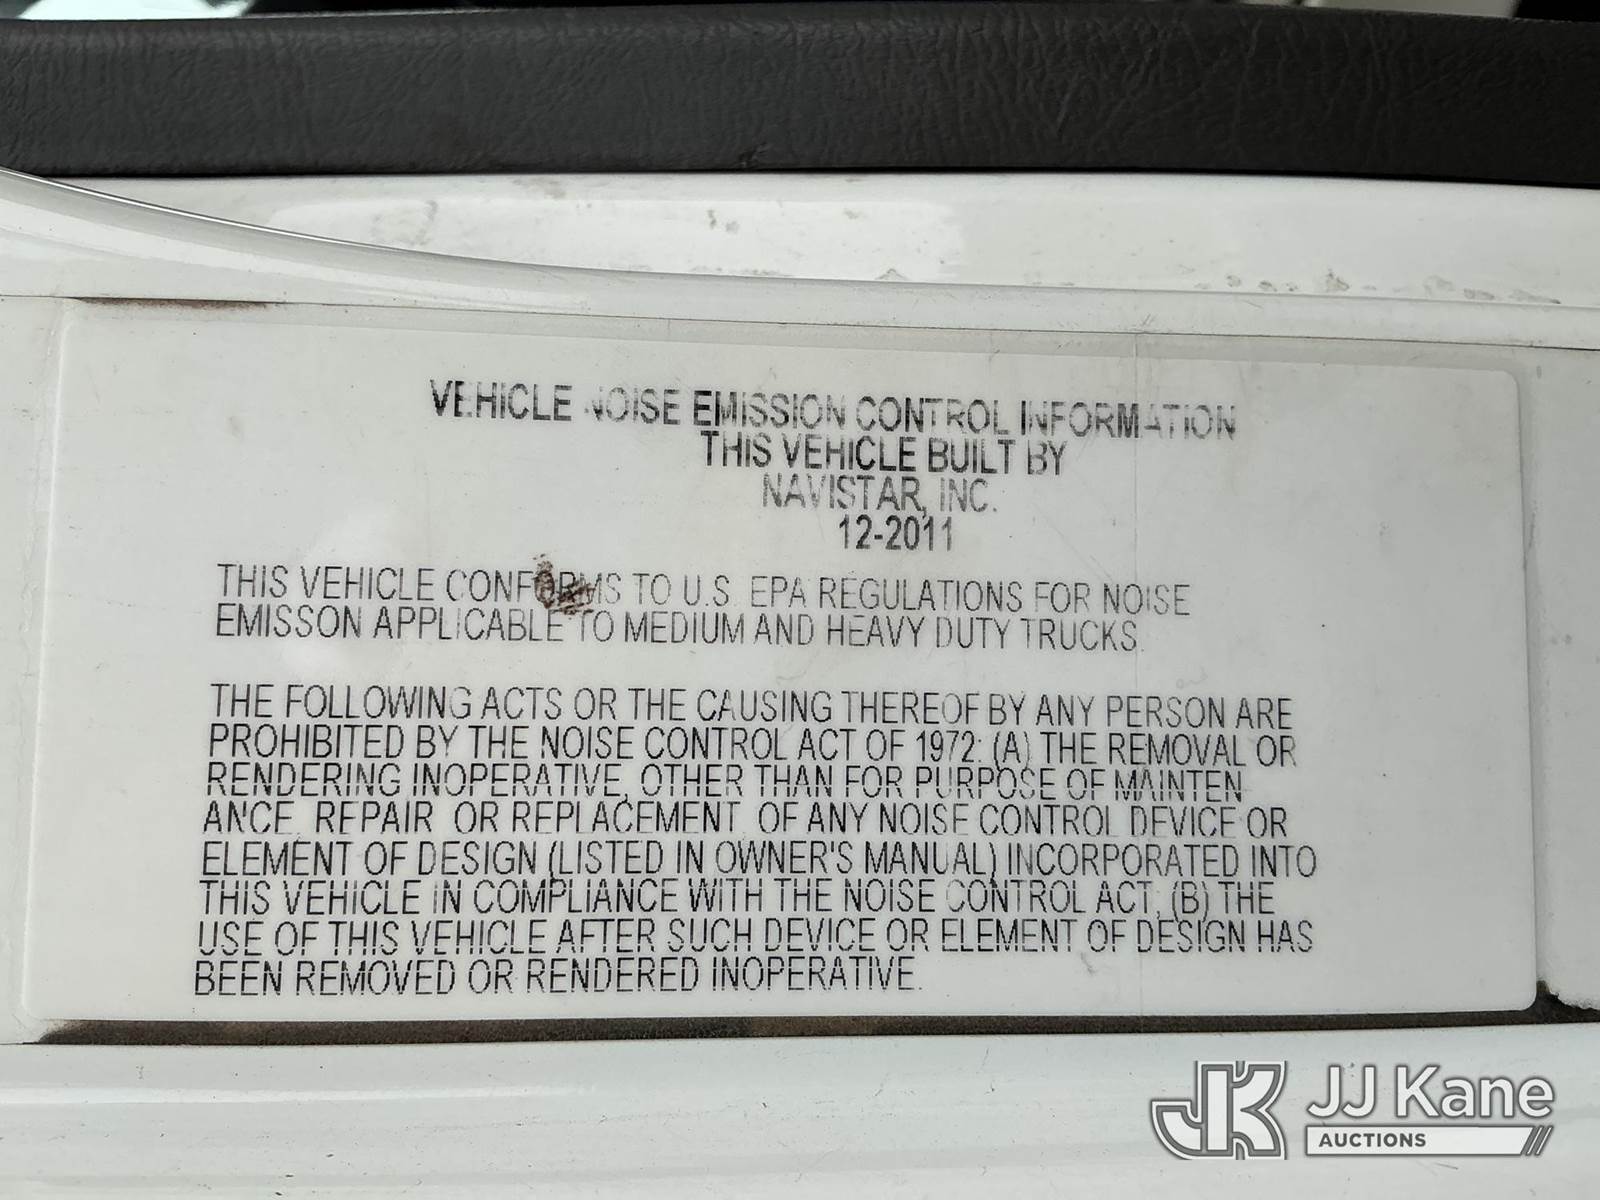 VEHICLE NOISE EMISSION CONTROL INFORMATION
THIS VEHICLE BUILT BY
NAVISTAR, INC.
12-2011
THIS VEHICLE CONFORMS TO U.S. EPA REGULATIONS FOR NOISE
EMISSON APPLICABLE TO MEDIUM AND HEAVY DUTY TRUCKS.
THE FOLLOWING ACTS OR THE CAUSING THEREOF BY ANY PERSON ARE
PROHIBITED BY THE NOISE CONTROL ACT OF 1972: (A) THE REMOVAL OR
RENDERING INOPERATIVE, OTHER THAN FOR PURPOSE OF MAINTEN
ANCE, REPAIR, OR REPLACEMENT, OF ANY NOISE CONTROL DEVICE OR
ELEMENT OF DESIGN (LISTED IN OWNER'S MANUAL) INCORPORATED INTO
THIS VEHICLE IN COMPLIANCE WITH THE NOISE CONTROL ACT; (B) THE
USE OF THIS VEHICLE AFTER SUCH DEVICE OR ELEMENT OF DESIGN HAS
BEEN REMOVED OR RENDERED INOPERATIVE.
JK JJ Kane
AUCTIONS